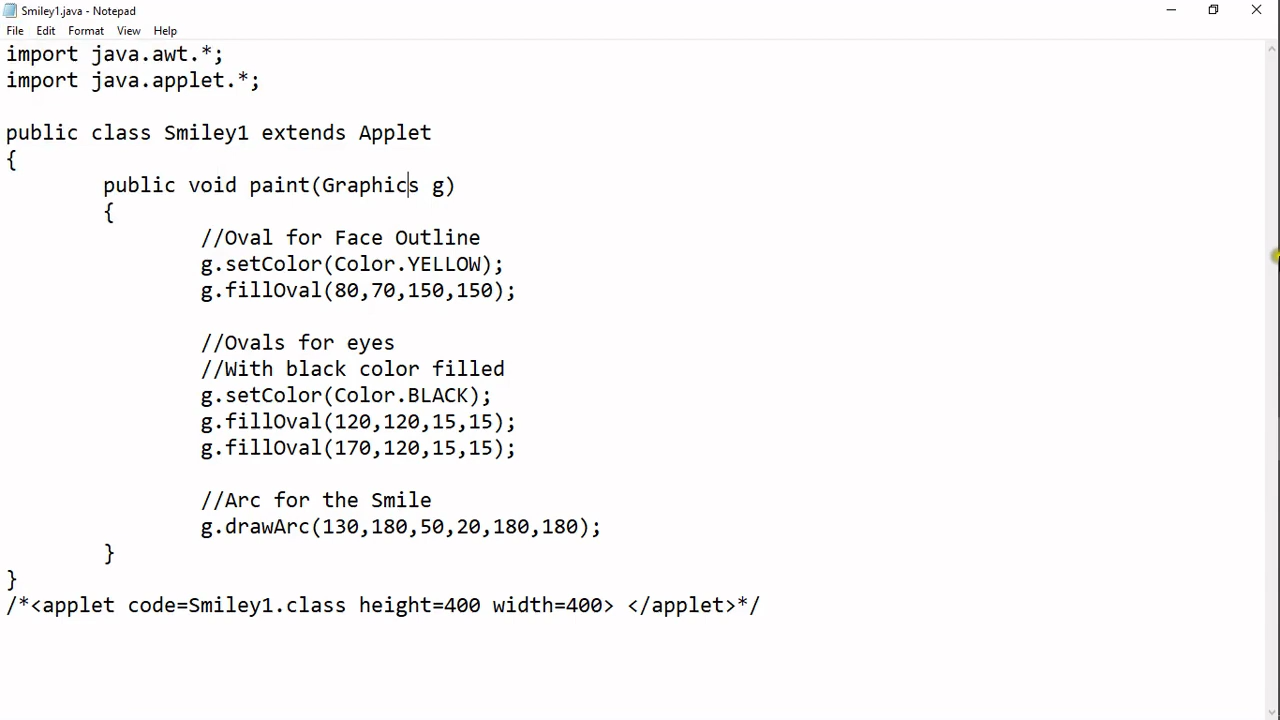 Smiley1.java - Notepad
File Edit Format View Help
import java.awt.*;
import java.applet.*;
public class Smiley1 extends Applet
{
public void paint(Graphics g)
{
//Oval for Face Outline
g.setColor(Color.YELLOW);
g.fillOval(80,70,150,150);
//Ovals for eyes
//With black color filled
g.setColor(Color.BLACK);
g.fillOval(120,120,15,15);
g.fillOval(170,120,15,15);
//Arc for the Smile
g.drawArc(130,180,50,20,180,180);
}
}
/*<applet code=Smiley1.class height=400 width=400> </applet>*/